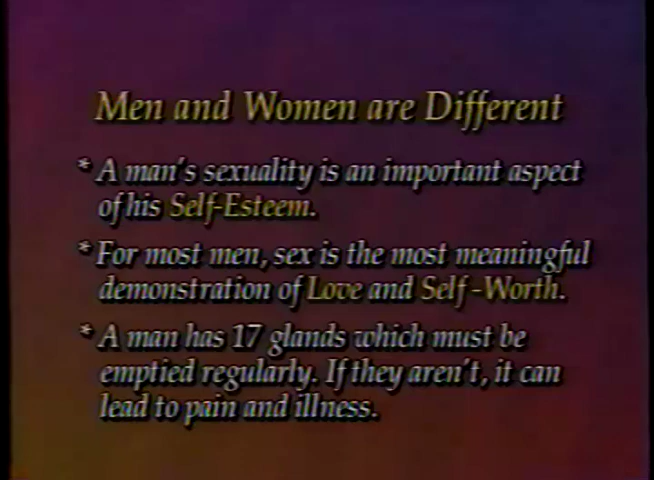 Men and Women are Different
* A man's sexuality is an important aspect
of his Self-Esteem.
* For most men, sex is the most meaningful
demonstration of Love and Self-Worth.
* A man has 17 glands which must be
emptied regularly. If they aren't, it can
lead to pain and illness.